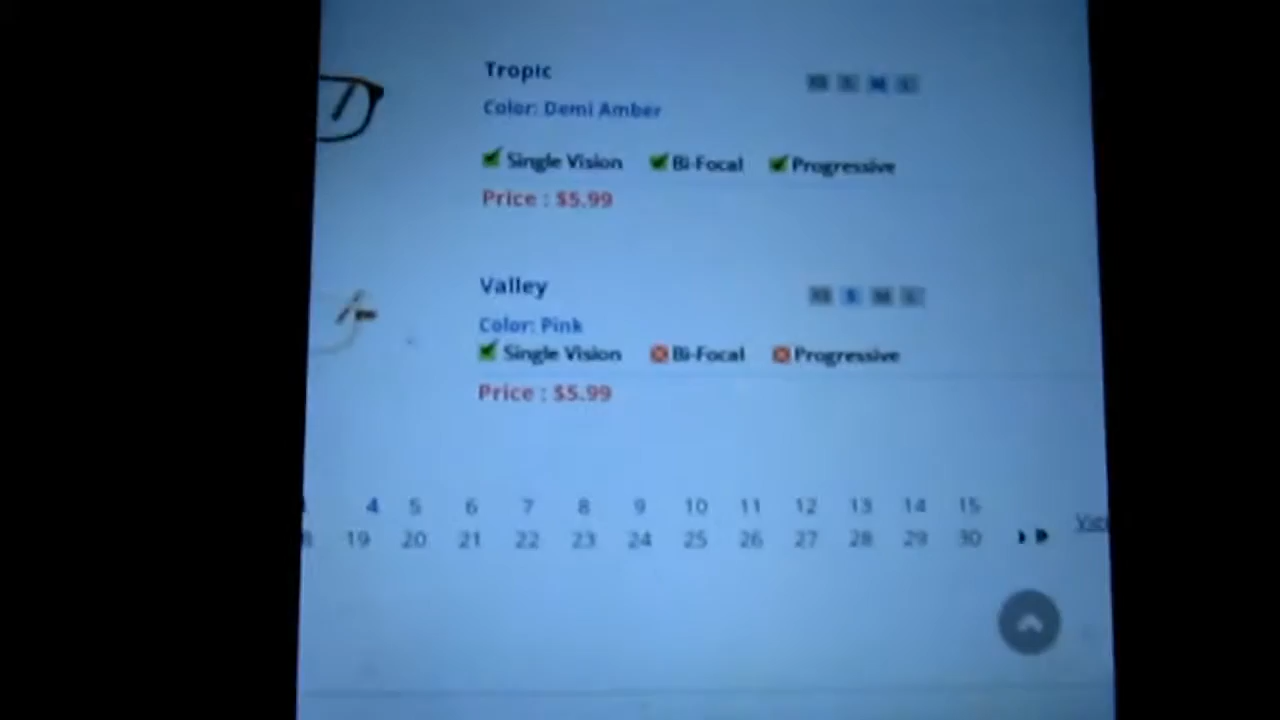 Tropic
XS S M L
Color: Demi Amber
Single Vision Bi-Focal Progressive
Price : $5.99
Valley
XS S M L
Color: Pink
Single Vision Bi-Focal Progressive
Price : $5.99
4 5 6 7 8 9 10 11 12 13 14 15
19 20 21 22 23 24 25 26 27 28 29 30